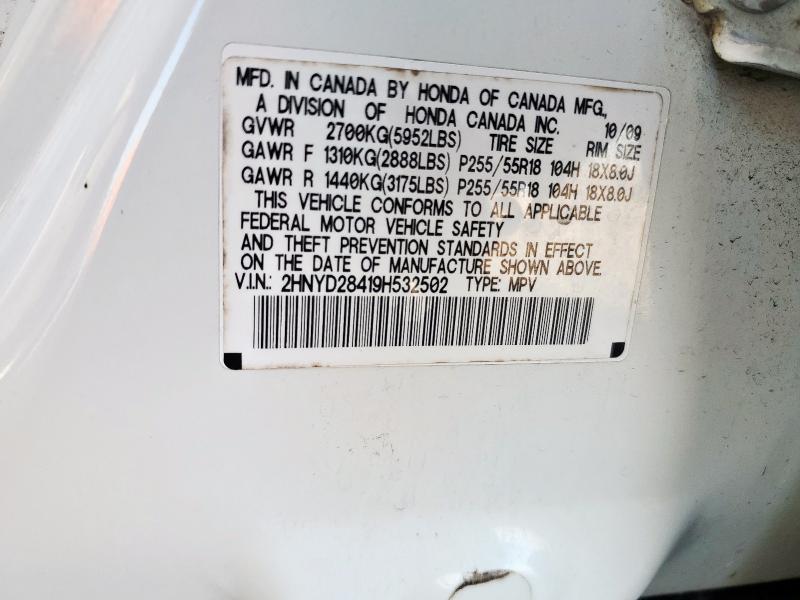 MFD. IN CANADA BY HONDA OF CANADA MFG.,
A DIVISION OF HONDA CANADA INC. 10/09
GVWR 2700KG(5952LBS) TIRE SIZE RIM SIZE
GAWR F 1310KG(2888LBS) P255/55R18 104H 18X8.0J
GAWR R 1440KG(3175LBS) P255/55R18 104H 18X8.0J
THIS VEHICLE CONFORMS TO ALL APPLICABLE
FEDERAL MOTOR VEHICLE SAFETY
AND THEFT PREVENTION STANDARDS IN EFFECT
ON THE DATE OF MANUFACTURE SHOWN ABOVE.
V.I.N.: 2HNYD28419H532502 TYPE: MPV